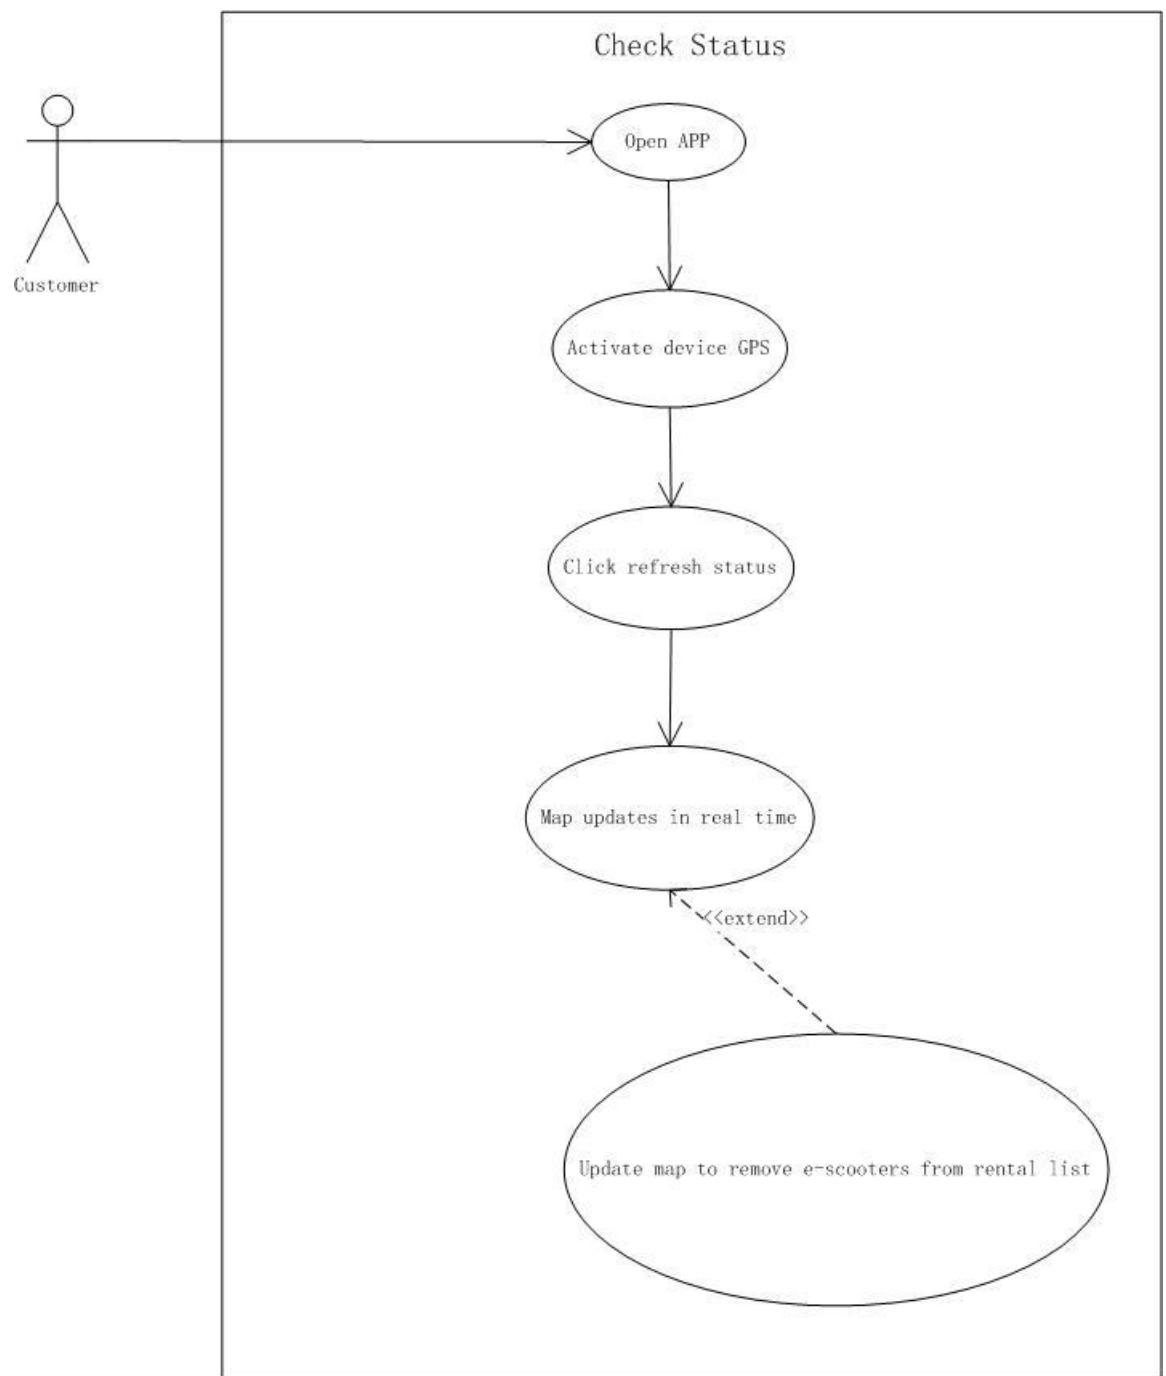 Check Status
Open APP
Customer
Activate device GPS
Click refresh status
Map updates in real time
<<extend>>
Update map to remove e-scooters from rental list